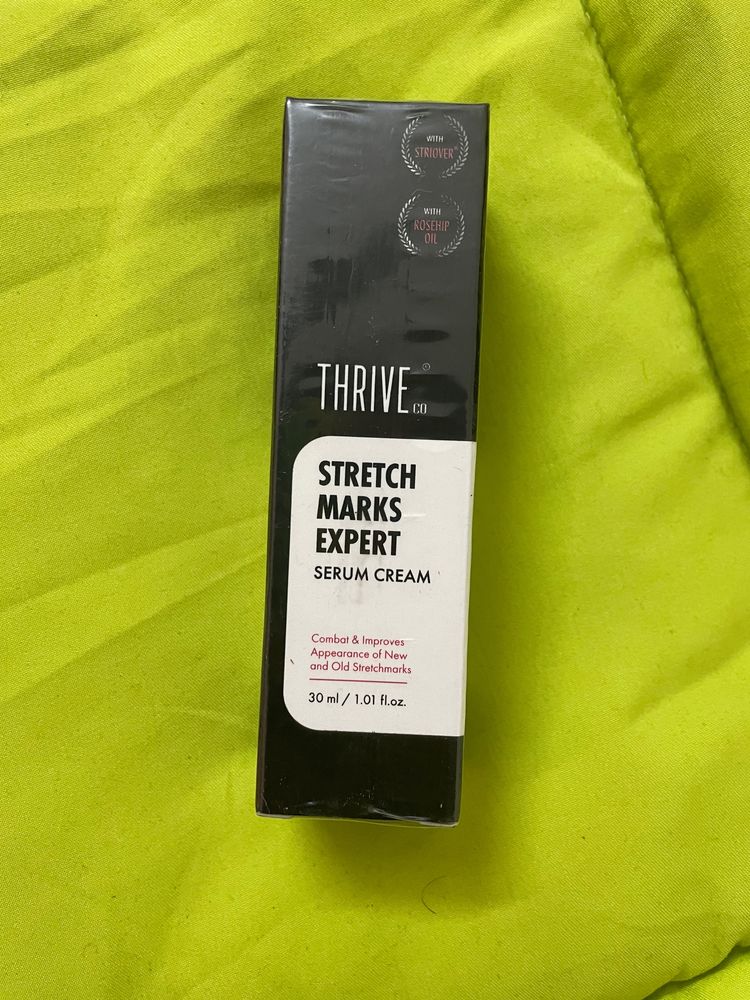 WITH
STRIOVER®
WITH
ROSEHIP
OIL
THRIVE®
CO
STRETCH
MARKS
EXPERT
SERUM CREAM
Combat & Improves
Appearance of New
and Old Stretchmarks
30 ml / 1.01 fl.oz.